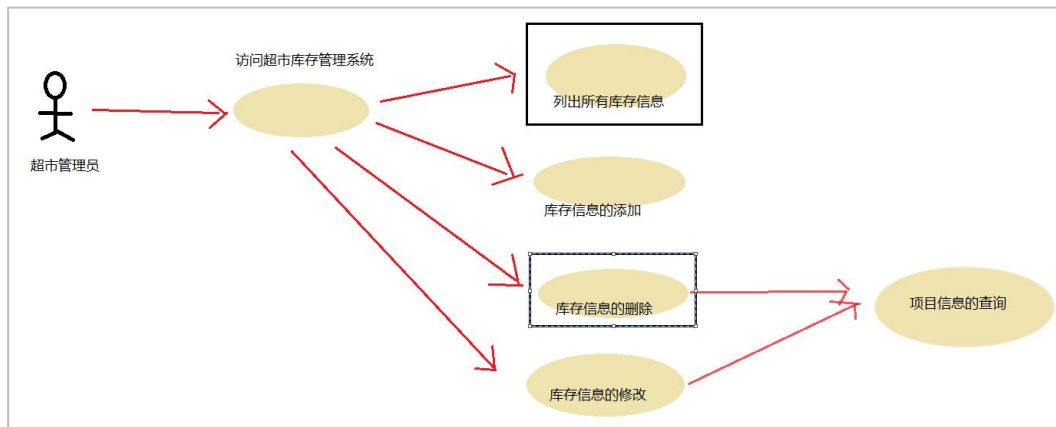 访问超市库存管理系统
列出所有库存信息
超市管理员
库存信息的添加
库存信息的删除
项目信息的查询
库存信息的修改